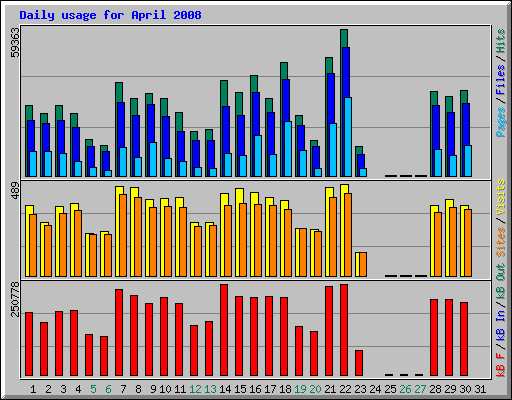 Daily usage for April 2008
59363
Pages / Files / Hits
489
Sites / Visits
250778
kB F / kB In / kB Out
1 2 3 4 5 6 7 8 9 10 11 12 13 14 15 16 17 18 19 20 21 22 23 24 25 26 27 28 29 30 31